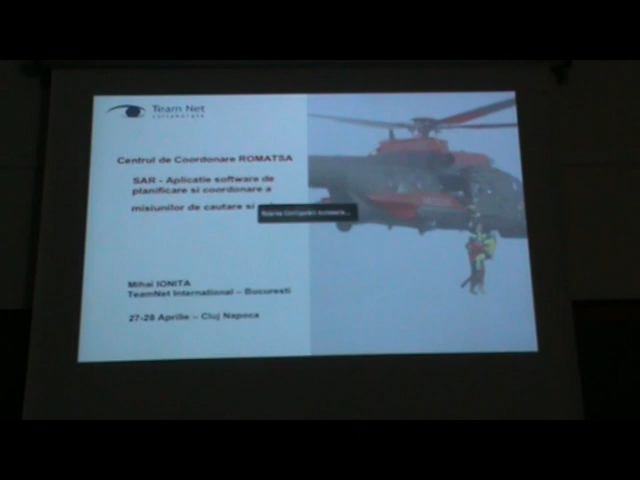 Team Net
Centrul de Coordonare ROMATSA
SAR - Aplicatie software de
planificare si coordonare a
misiunilor de cautare si
Mihai IONITA
TeamNet International – Bucuresti
27-28 Aprilie – Cluj Napoca